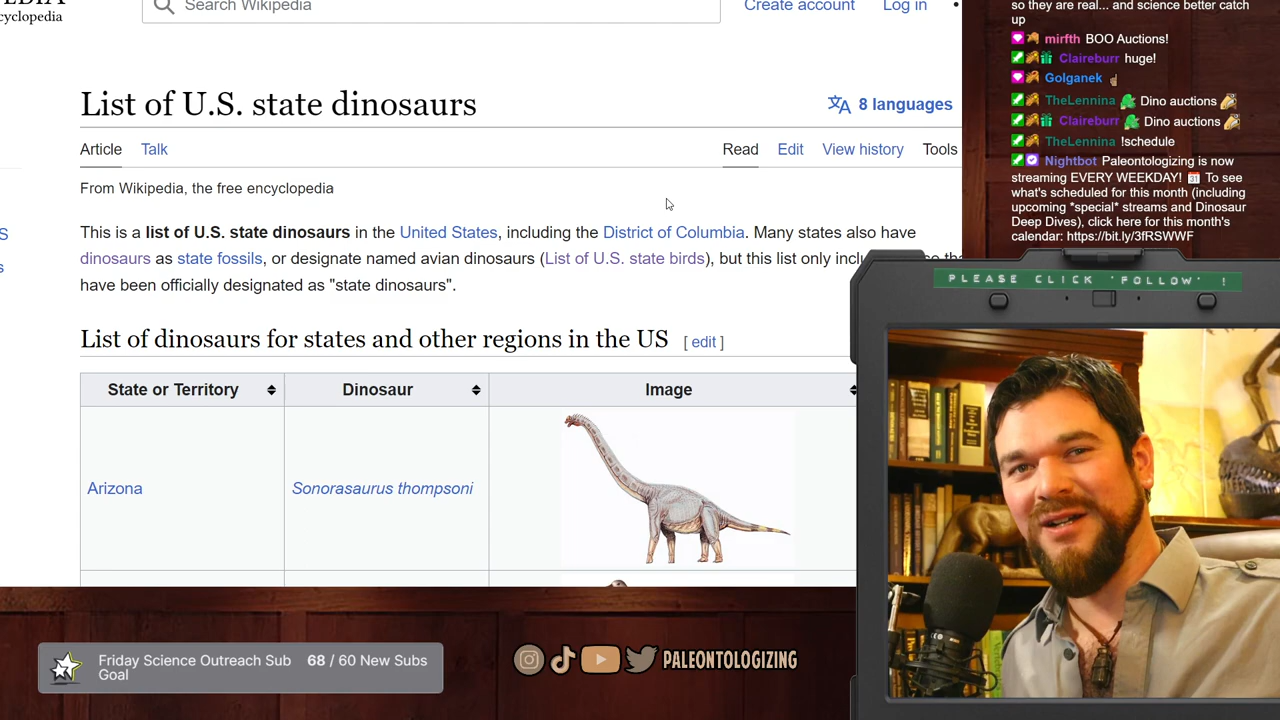 cyclopedia
Search Wikipedia
Create account
Log in
List of U.S. state dinosaurs
8 languages
Article
Talk
Read
Edit
View history
Tools
From Wikipedia, the free encyclopedia
This is a list of U.S. state dinosaurs in the United States, including the District of Columbia. Many states also have
dinosaurs as state fossils, or designate named avian dinosaurs (List of U.S. state birds), but this list only
have been officially designated as "state dinosaurs".
List of dinosaurs for states and other regions in the US [ edit ]
State or Territory
Dinosaur
Image
Arizona
Sonorasaurus thompsoni
so they are real... and science better catch
up
mirfth BOO Auctions!
Claireburr huge!
Golganek
TheLennina Dino auctions
Claireburr Dino auctions
TheLennina !schedule
Nightbot Paleontologizing is now
streaming EVERY WEEKDAY! To see
what's scheduled for this month (including
upcoming *special* streams and Dinosaur
Deep Dives), click here for this month's
calendar: https://bit.ly/3fRSWWF
PLEASE CLICK 'FOLLOW' !
Friday Science Outreach Sub
Goal
68 / 60 New Subs
PALEONTOLOGIZING